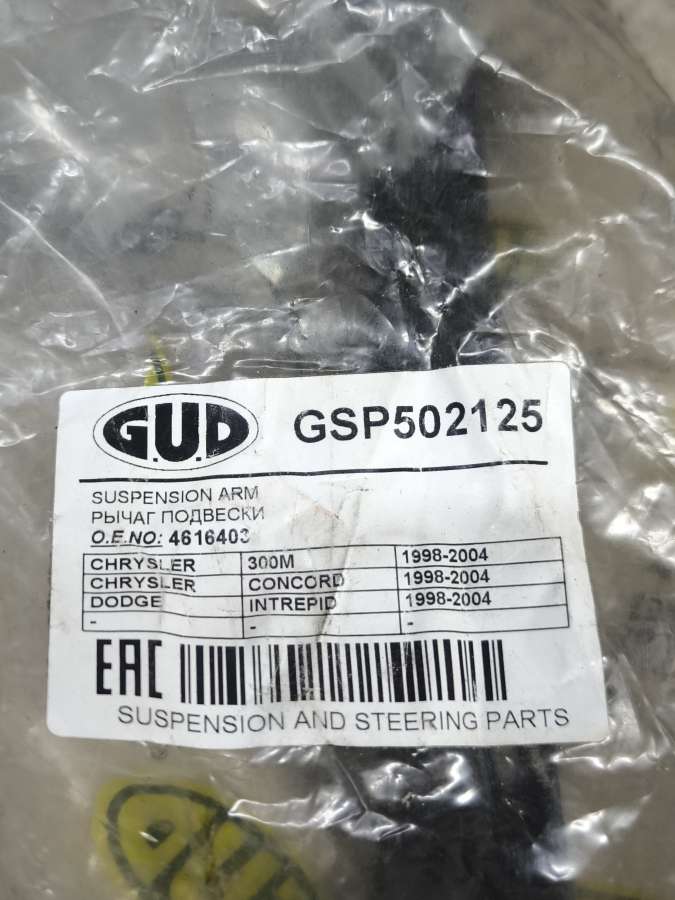 G.U.D
GSP502125
SUSPENSION ARM
РЫЧАГ ПОДВЕСКИ
O.E.NO: 4616403
CHRYSLER 300M 1998-2004
CHRYSLER CONCORD 1998-2004
DODGE INTREPID 1998-2004
- - -
EAC
SUSPENSION AND STEERING PARTS